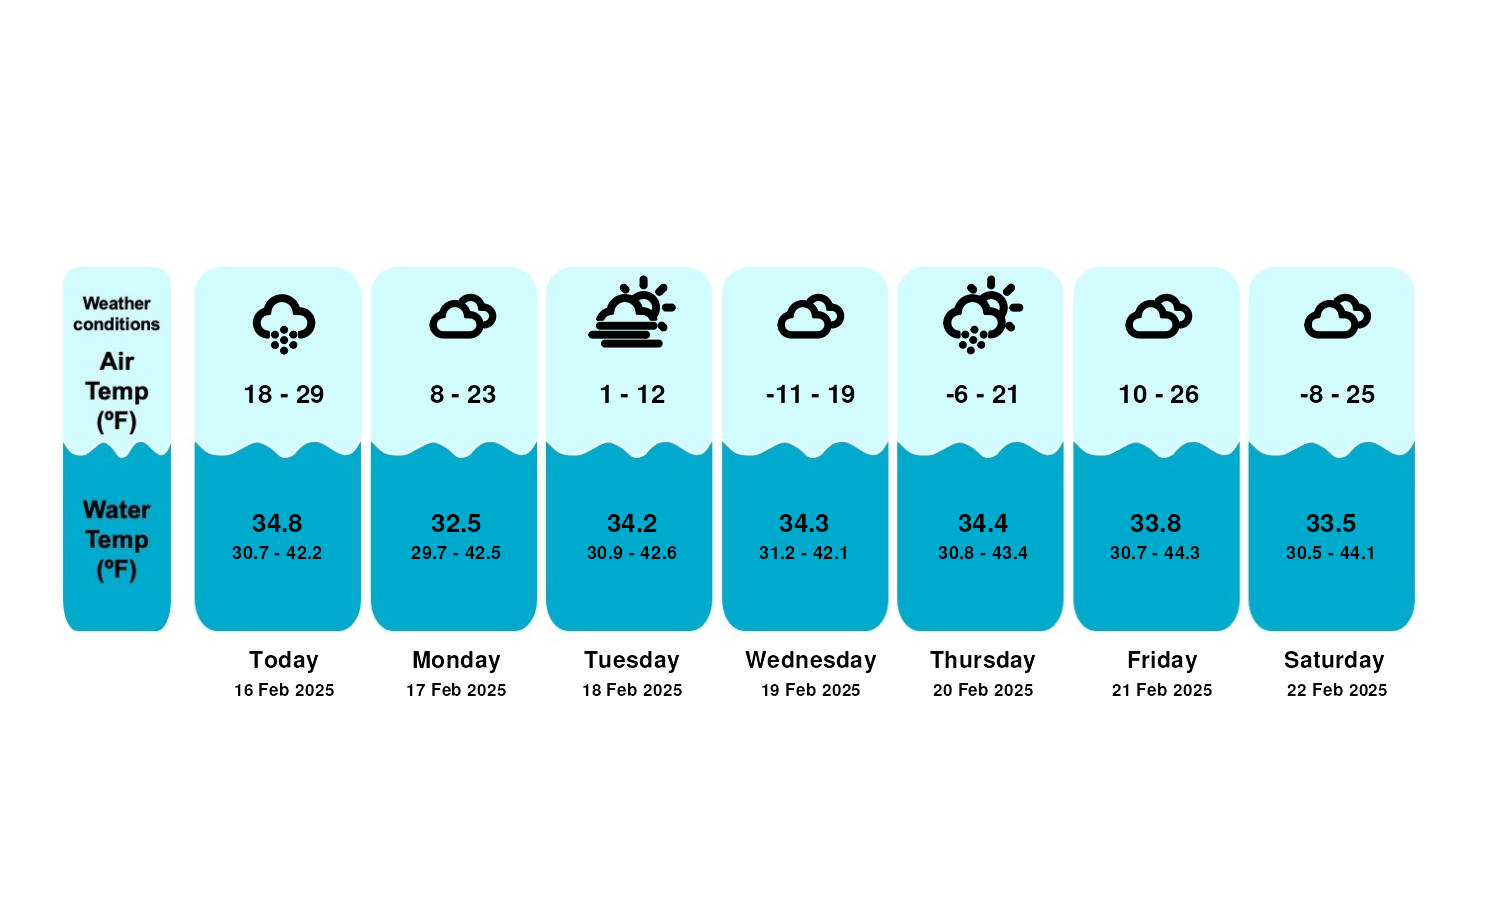 Weather
conditions
Air
Temp
(ºF)
Water
Temp
(ºF)
18 - 29
34.8
30.7 - 42.2
Today
16 Feb 2025
8 - 23
32.5
29.7 - 42.5
Monday
17 Feb 2025
1 - 12
34.2
30.9 - 42.6
Tuesday
18 Feb 2025
-11 - 19
34.3
31.2 - 42.1
Wednesday
19 Feb 2025
-6 - 21
34.4
30.8 - 43.4
Thursday
20 Feb 2025
10 - 26
33.8
30.7 - 44.3
Friday
21 Feb 2025
-8 - 25
33.5
30.5 - 44.1
Saturday
22 Feb 2025